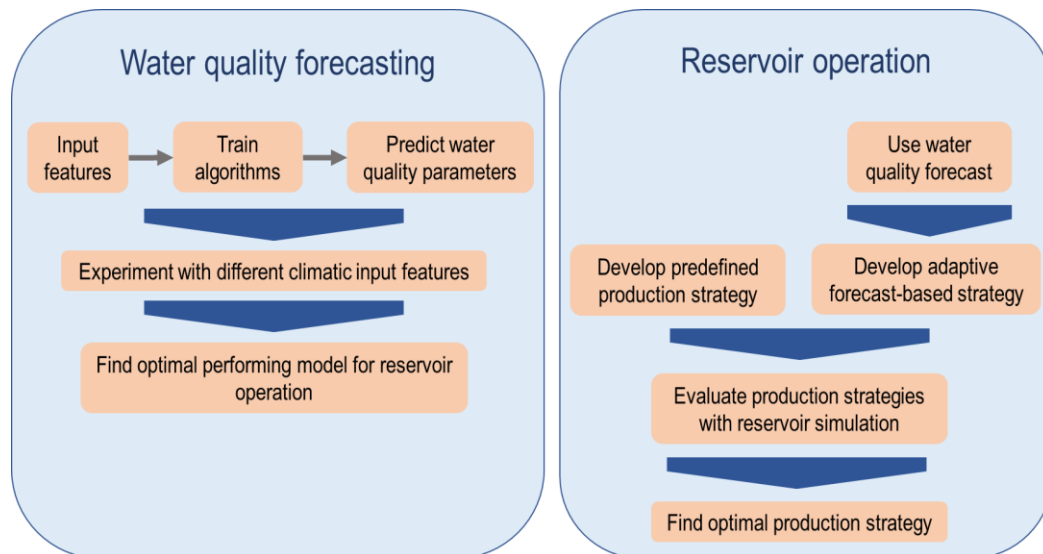 Water quality forecasting
Input
features
Train
algorithms
Predict water
quality parameters
Experiment with different climatic input features
Find optimal performing model for reservoir
operation
Reservoir operation
Use water
quality forecast
Develop predefined
production strategy
Develop adaptive
forecast-based strategy
Evaluate production strategies
with reservoir simulation
Find optimal production strategy